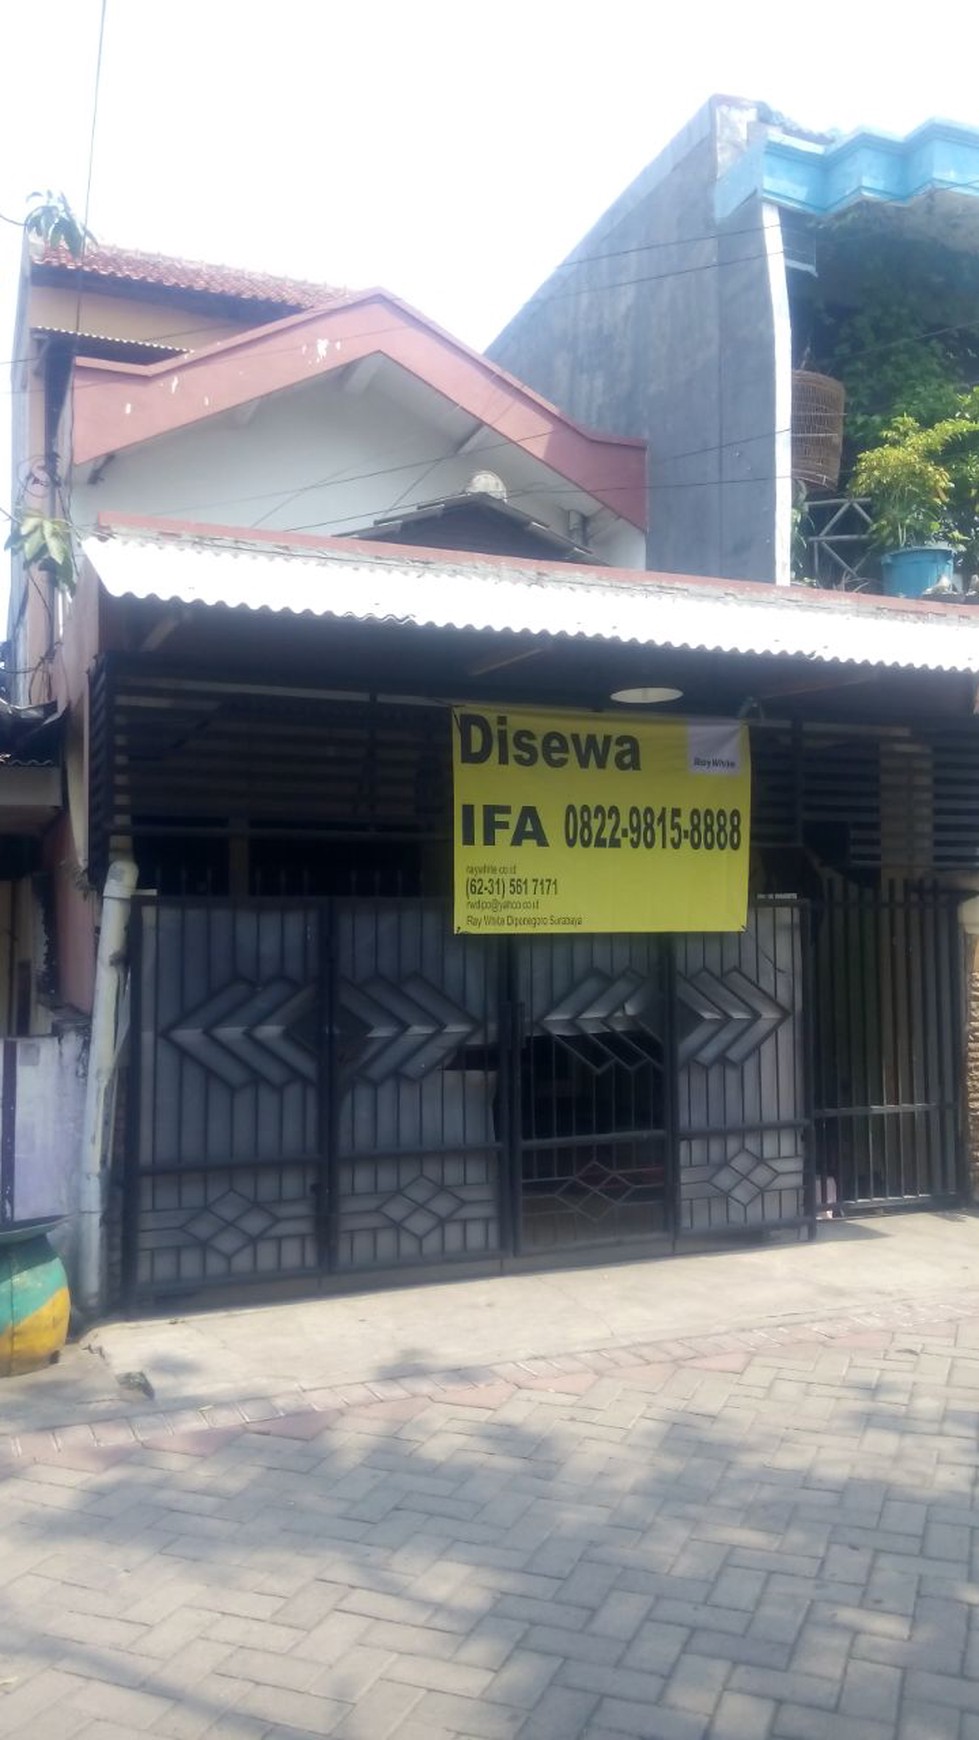 Disewa
Ray White
IFA 0822-9815-8888
raywhite.co.id
(62-31) 561 7171
rwdipo@yahoo.co.id
Ray White Diponegoro Surabaya